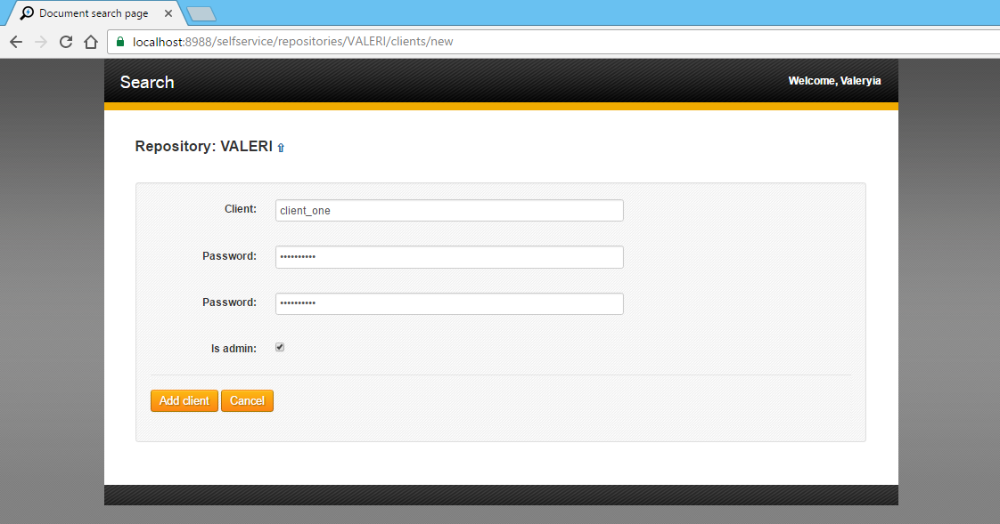 Document search page
localhost:8988/selfservice/repositories/VALERI/clients/new
Search
Welcome, Valeryia
Repository: VALERI ⇧
Client: client_one
Password: ••••••••••
Password: ••••••••••
Is admin:
Add client Cancel